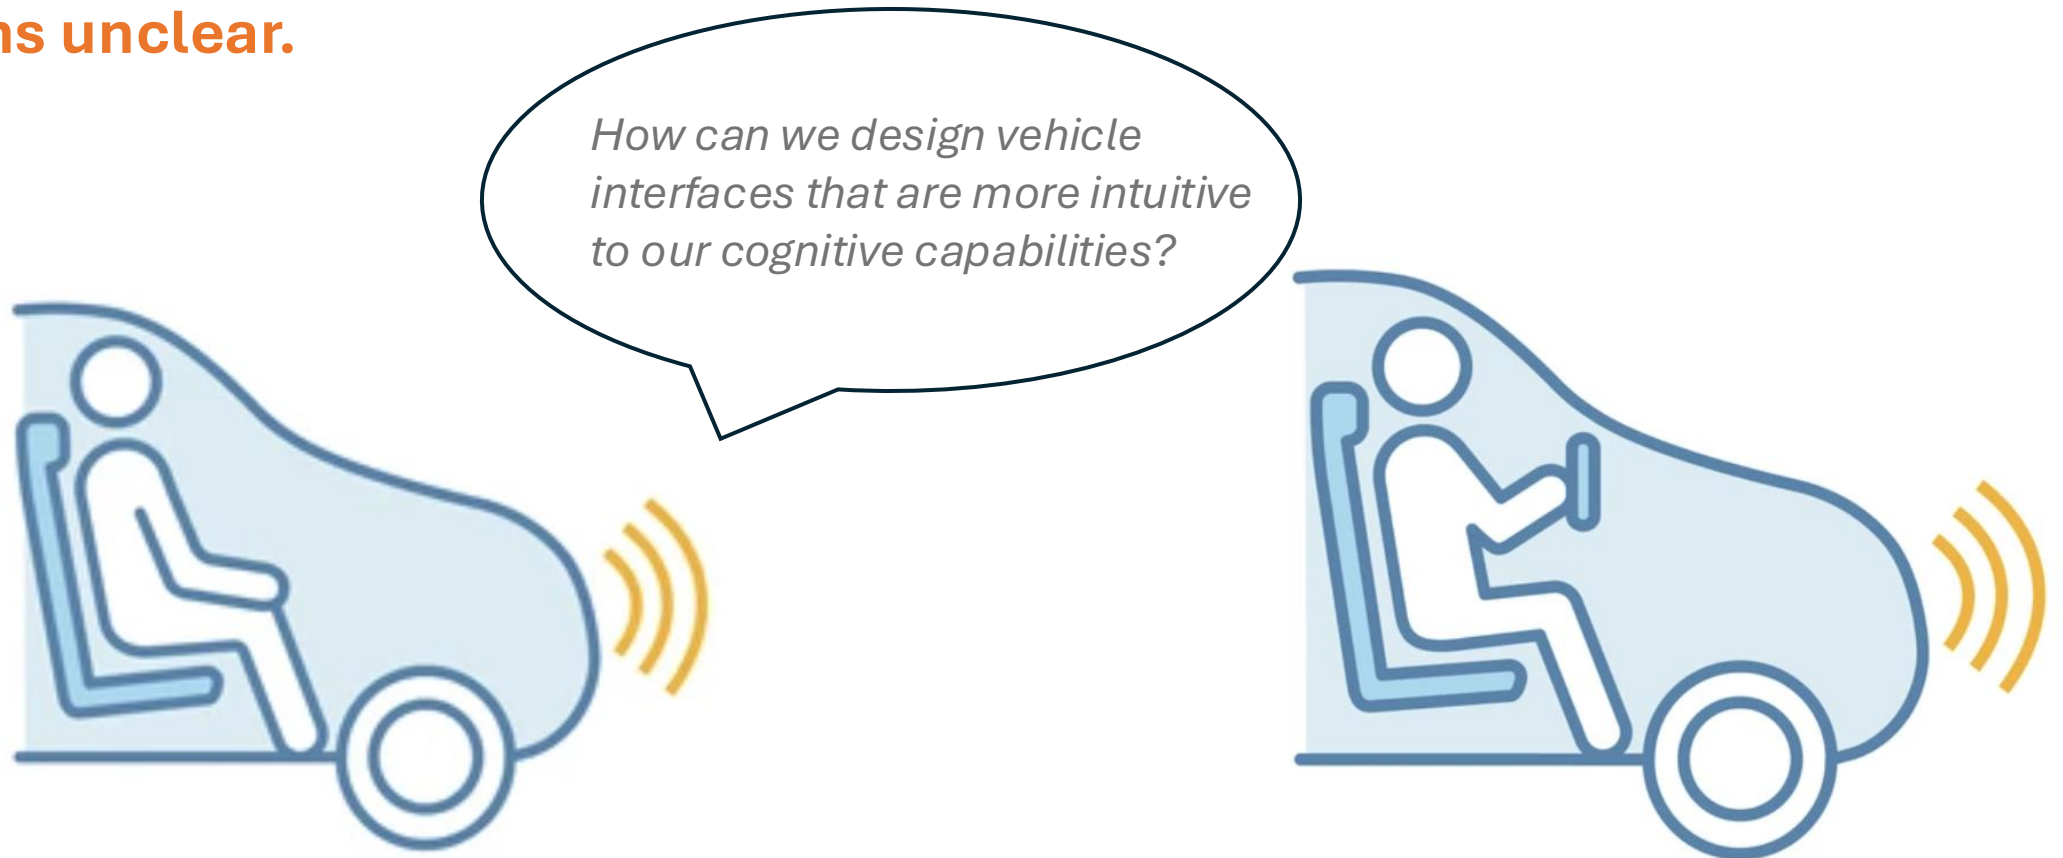 ns unclear.
How can we design vehicle
interfaces that are more intuitive
to our cognitive capabilities?